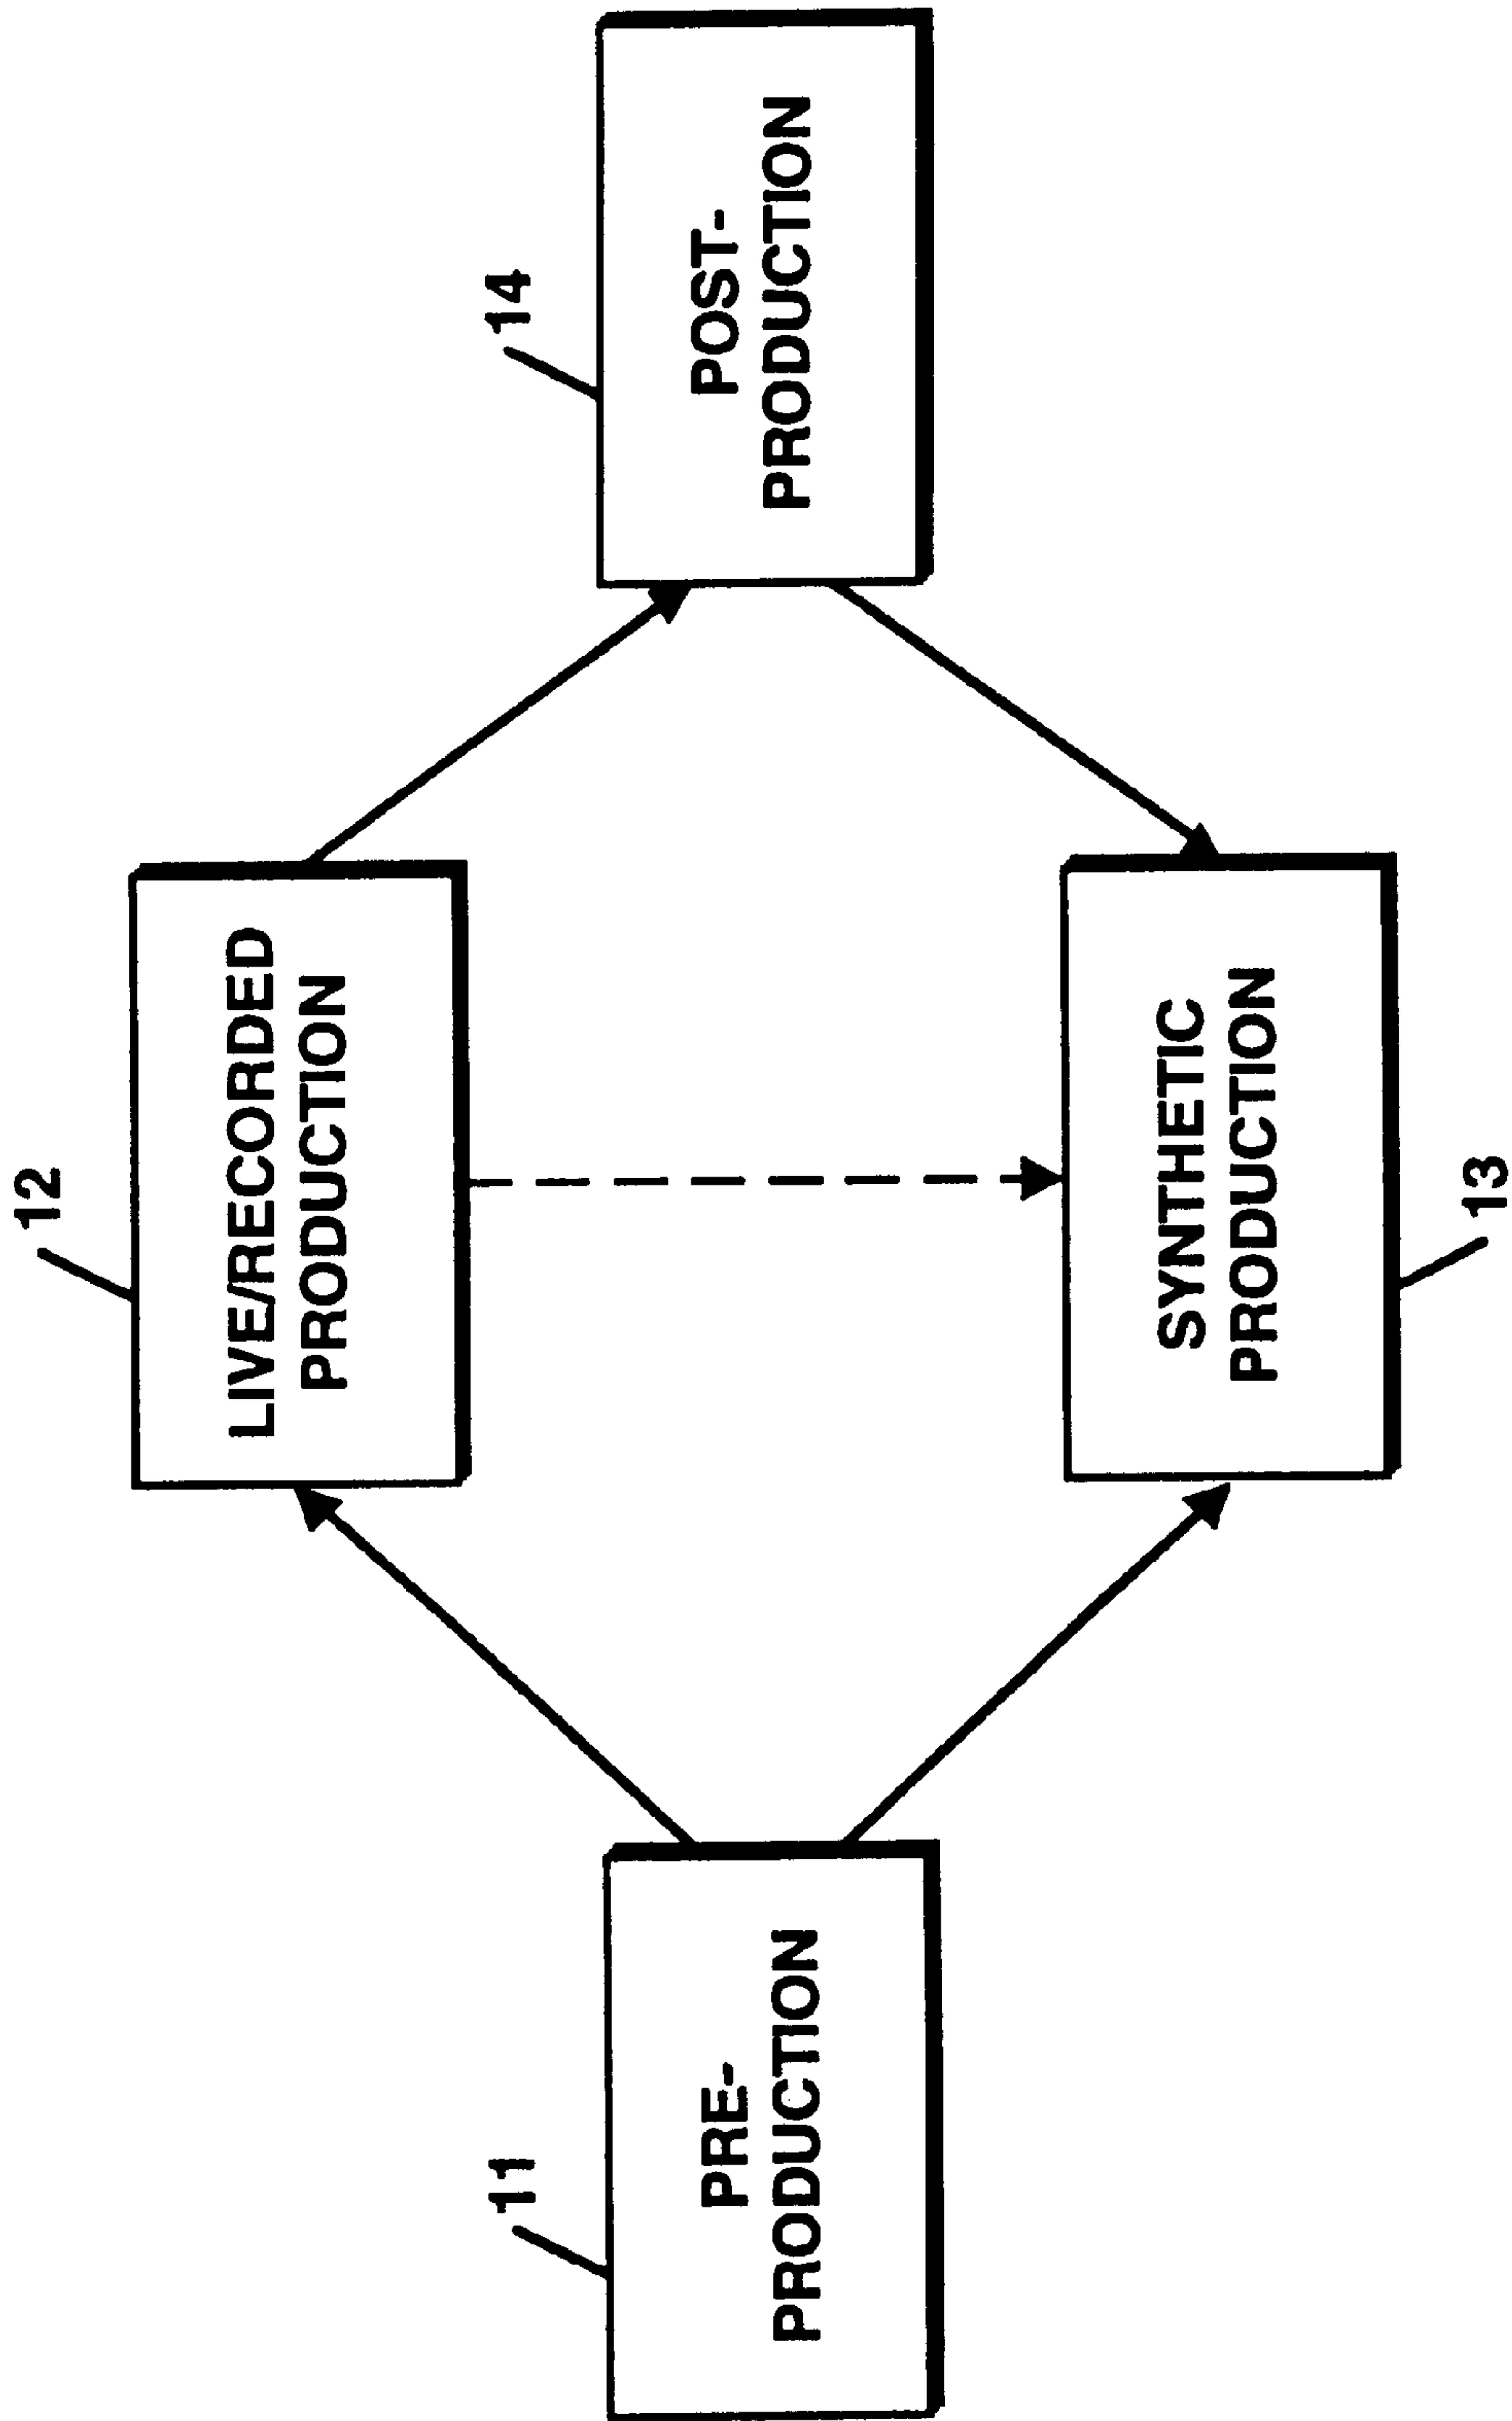 12
LIVE/RECORDED
PRODUCTION
11
PRE-
PRODUCTION
14
POST-
PRODUCTION
SYNTHETIC
PRODUCTION
13